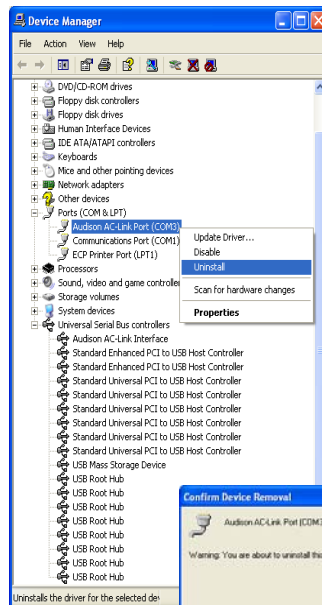 Device Manager
File Action View Help
DVD/CD-ROM drives
Floppy disk controllers
Floppy disk drives
Human Interface Devices
IDE ATA/ATAPI controllers
Keyboards
Mice and other pointing devices
Network adapters
Other devices
Ports (COM & LPT)
Audison AC-Link Port (COM3)
Communications Port (COM1)
ECP Printer Port (LPT1)
Processors
Sound, video and game controller
Storage volumes
System devices
Universal Serial Bus controllers
Audison AC-Link Interface
Standard Enhanced PCI to USB Host Controller
Standard Enhanced PCI to USB Host Controller
Standard Universal PCI to USB Host Controller
Standard Universal PCI to USB Host Controller
Standard Universal PCI to USB Host Controller
Standard Universal PCI to USB Host Controller
Standard Universal PCI to USB Host Controller
USB Mass Storage Device
USB Root Hub
USB Root Hub
USB Root Hub
USB Root Hub
USB Root Hub
USB Root Hub
USB Root Hub
USB Root Hub
Update Driver...
Disable
Uninstall
Scan for hardware changes
Properties
Confirm Device Removal
Audison AC-Link Port (COM3
Warning: You are about to uninstall this
Uninstalls the driver for the selected de